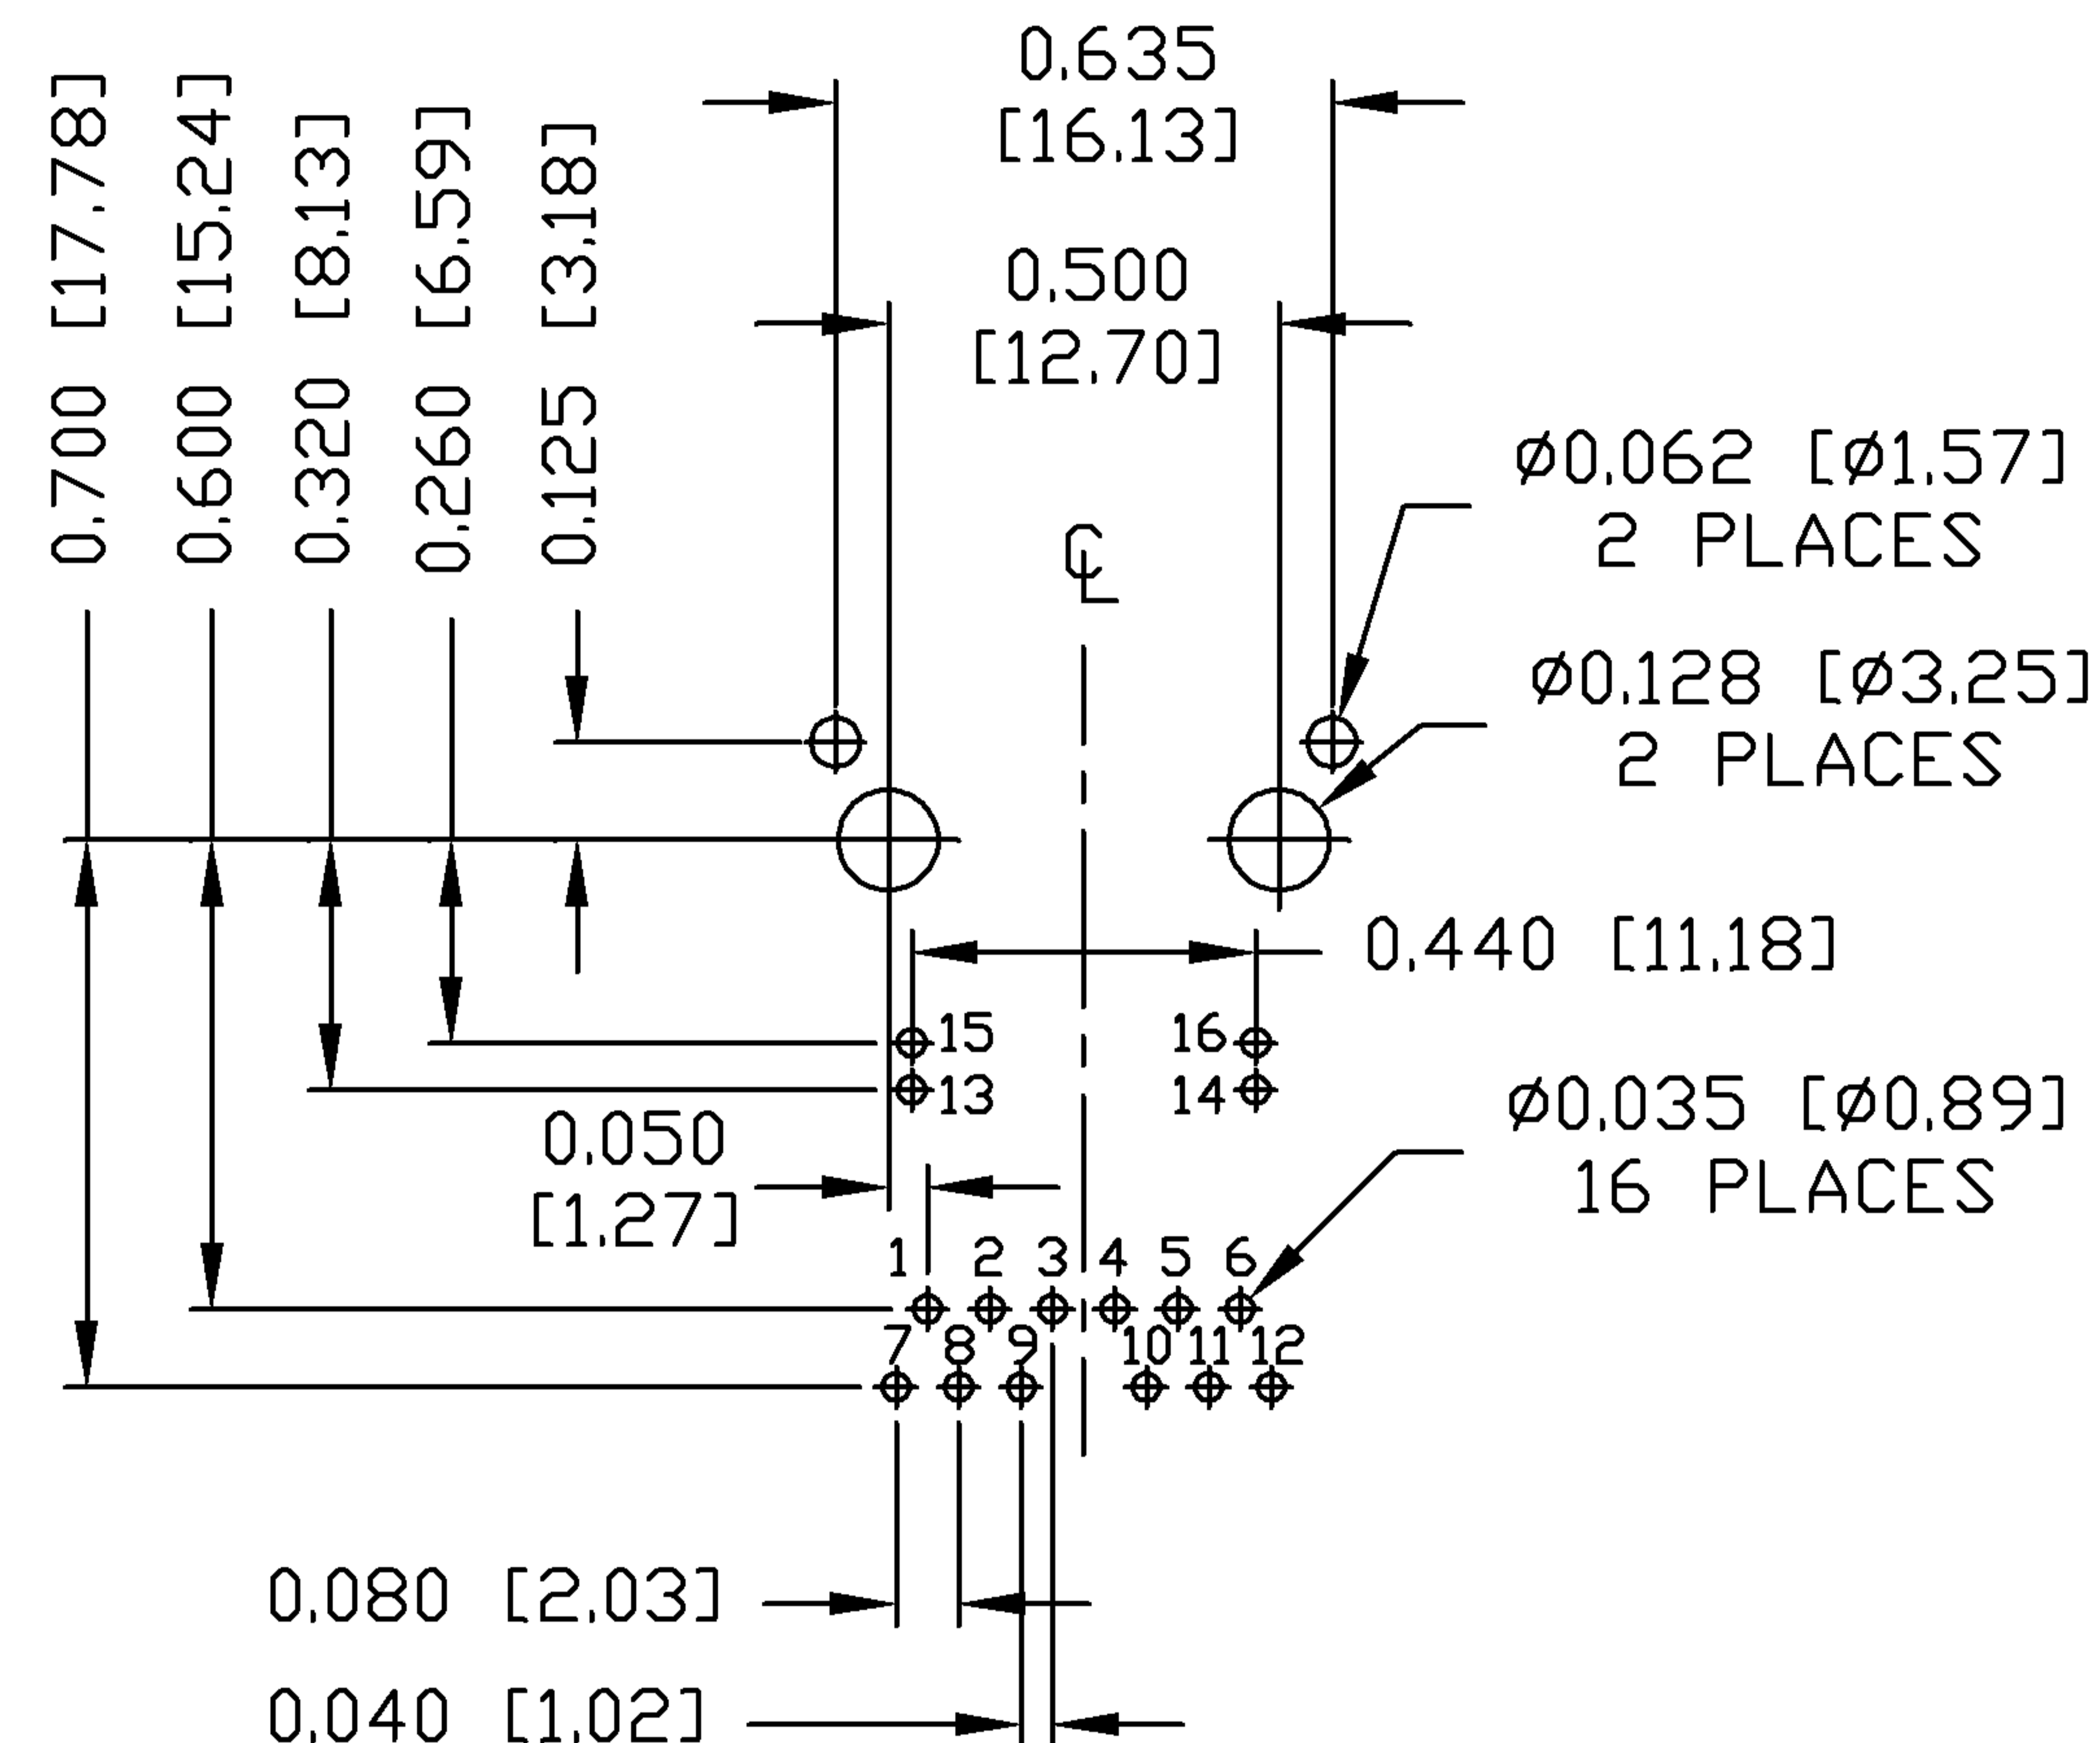 0.635
[16.13]
0.500
[12.70]
0.700 [17.78]
0.600 [15.24]
0.320 [8.13]
0.260 [6.59]
0.125 [3.18]
℄
ø0.062 [ø1.57]
2 PLACES
ø0.128 [ø3.25]
2 PLACES
0.440 [11.18]
15 16
13 14
ø0.035 [ø0.89]
16 PLACES
0.050
[1.27]
1 2 3 4 5 6
7 8 9 10 11 12
0.080 [2.03]
0.040 [1.02]